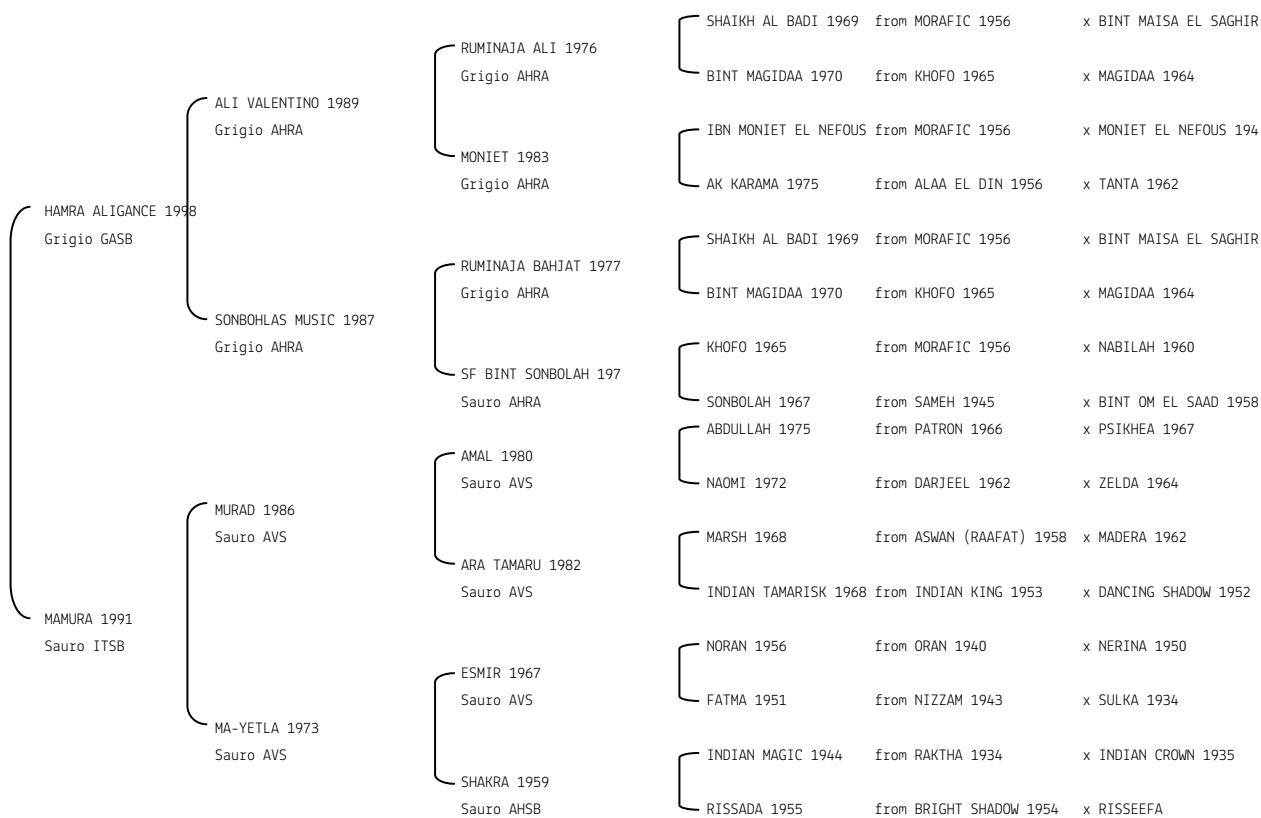 SHAIKH AL BADI 1969 from MORAFIC 1956 x BINT MAISA EL SAGHIR
RUMINAJA ALI 1976
Grigio AHRA
BINT MAGIDAA 1970 from KHOFO 1965 x MAGIDAA 1964
ALI VALENTINO 1989
Grigio AHRA
IBN MONIET EL NEFOUS from MORAFIC 1956 x MONIET EL NEFOUS 194
MONIET 1983
Grigio AHRA
AK KARAMA 1975 from ALAA EL DIN 1956 x TANTA 1962
HAMRA ALIGANCE 1998
Grigio GASB
SHAIKH AL BADI 1969 from MORAFIC 1956 x BINT MAISA EL SAGHIR
RUMINAJA BAHJAT 1977
Grigio AHRA
BINT MAGIDAA 1970 from KHOFO 1965 x MAGIDAA 1964
SONBOHLAS MUSIC 1987
Grigio AHRA
KHOFO 1965 from MORAFIC 1956 x NABILAH 1960
SF BINT SONBOLAH 197
Sauro AHRA
SONBOLAH 1967 from SAMEH 1945 x BINT OM EL SAAD 1958
ABDULLAH 1975 from PATRON 1966 x PSIKHEA 1967
AMAL 1980
Sauro AVS
NAOMI 1972 from DARJEEL 1962 x ZELDA 1964
MURAD 1986
Sauro AVS
MARSH 1968 from ASWAN (RAAFAT) 1958 x MADERA 1962
ARA TAMARU 1982
Sauro AVS
INDIAN TAMARISK 1968 from INDIAN KING 1953 x DANCING SHADOW 1952
MAMURA 1991
Sauro ITSB
NORAN 1956 from ORAN 1940 x NERINA 1950
ESMIR 1967
Sauro AVS
FATMA 1951 from NIZZAM 1943 x SULKA 1934
MA-YETLA 1973
Sauro AVS
INDIAN MAGIC 1944 from RAKTHA 1934 x INDIAN CROWN 1935
SHAKRA 1959
Sauro AHSB
RISSADA 1955 from BRIGHT SHADOW 1954 x RISSEEFA